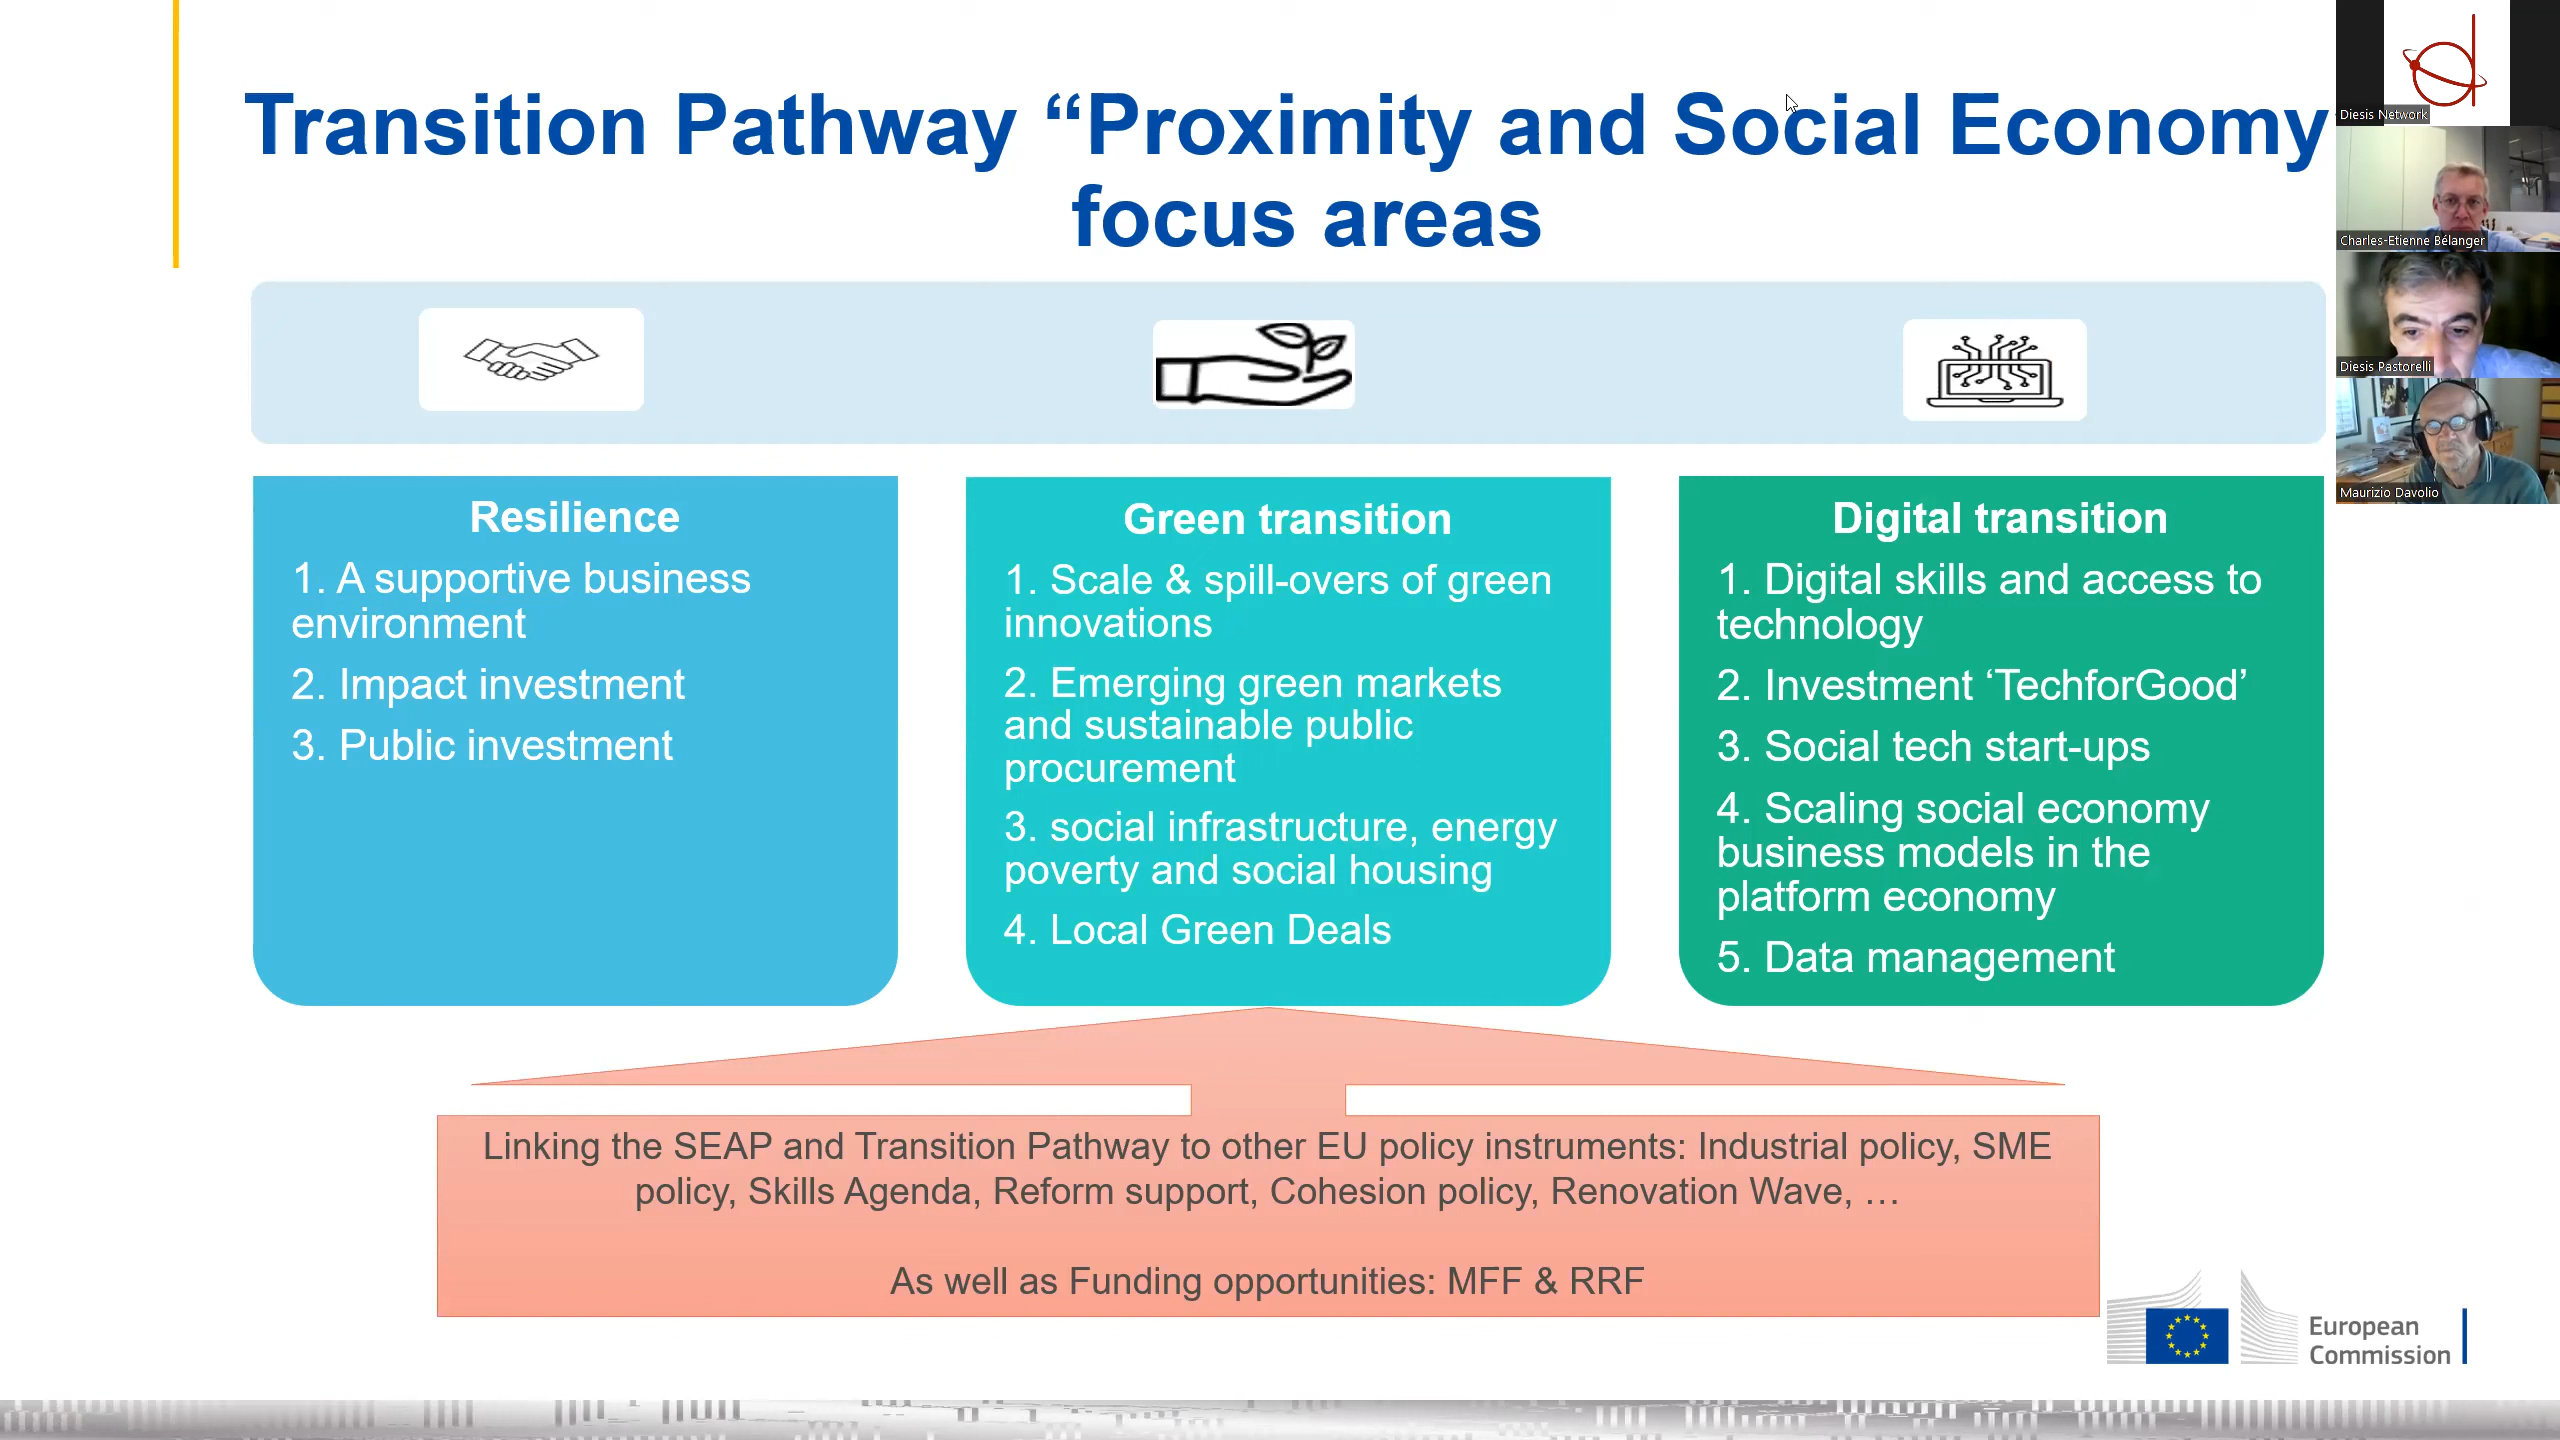 Transition Pathway “Proximity and Social Economy
focus areas
Resilience
1. A supportive business
environment
2. Impact investment
3. Public investment
Green transition
1. Scale & spill-overs of green
innovations
2. Emerging green markets
and sustainable public
procurement
3. social infrastructure, energy
poverty and social housing
4. Local Green Deals
Digital transition
1. Digital skills and access to
technology
2. Investment ‘TechforGood’
3. Social tech start-ups
4. Scaling social economy
business models in the
platform economy
5. Data management
Linking the SEAP and Transition Pathway to other EU policy instruments: Industrial policy, SME
policy, Skills Agenda, Reform support, Cohesion policy, Renovation Wave, …
As well as Funding opportunities: MFF & RRF
European
Commission
Diesis Network
Charles-Etienne Bélanger
Diesis Pastorelli
Maurizio Davolio